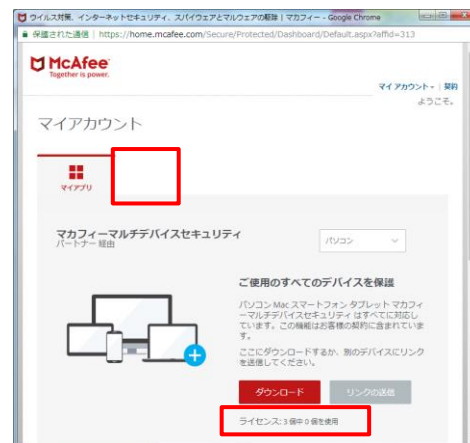 ウイルス対策、インターネットセキュリティ、スパイウェアとマルウェアの駆除 | マカフィー - Google Chrome
保護された通信 | https://home.mcafee.com/Secure/Protected/Dashboard/Default.aspx?affid=313
McAfee
Together is power.
マイ アカウント | 契約
ようこそ。
マイアカウント
マイアプリ
マカフィーマルチデバイスセキュリティ
パートナー 経由
パソコン
ご使用のすべてのデバイスを保護
パソコン Mac スマートフォン タブレット マカフィ
ーマルチデバイスセキュリティ はすべてに対応し
ています。この機能はお客様の契約に含まれていま
す。
ここにダウンロードするか、別のデバイスにリンク
を送信してください。
ダウンロード
リンクの送信
ライセンス: 3 個中 0 個を使用